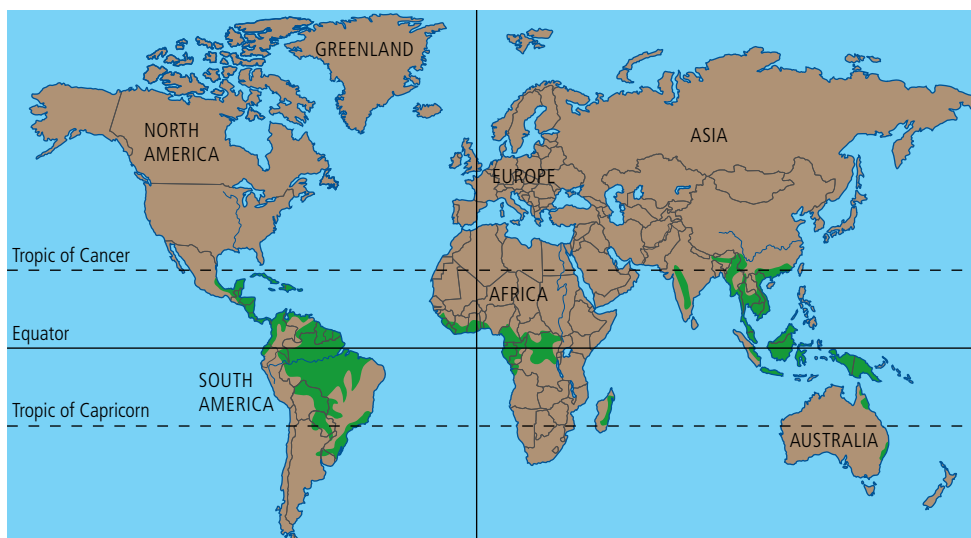 GREENLAND
NORTH
AMERICA
ASIA
EUROPE
Tropic of Cancer
AFRICA
Equator
SOUTH
AMERICA
Tropic of Capricorn
AUSTRALIA